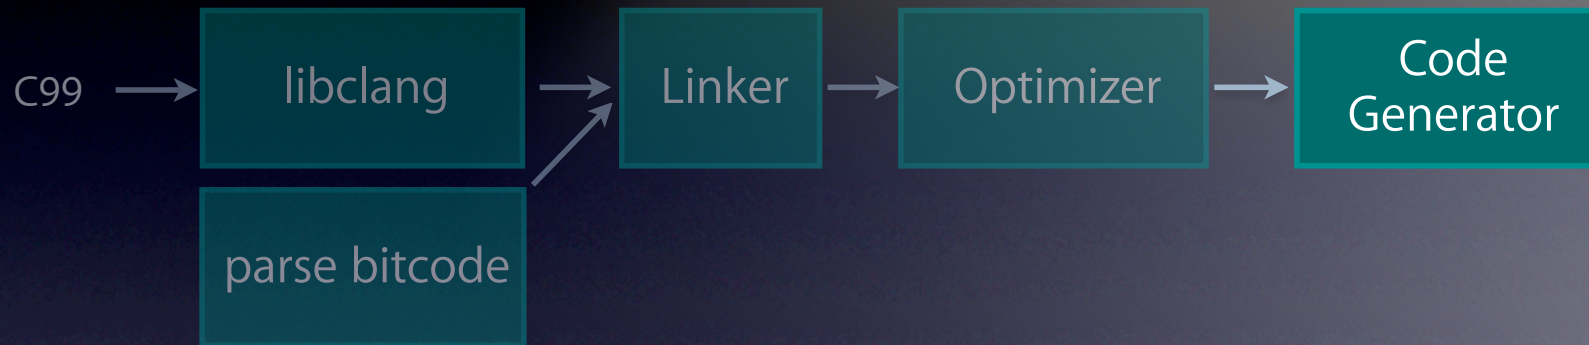 C99
libclang
Linker
Optimizer
Code
Generator
parse bitcode